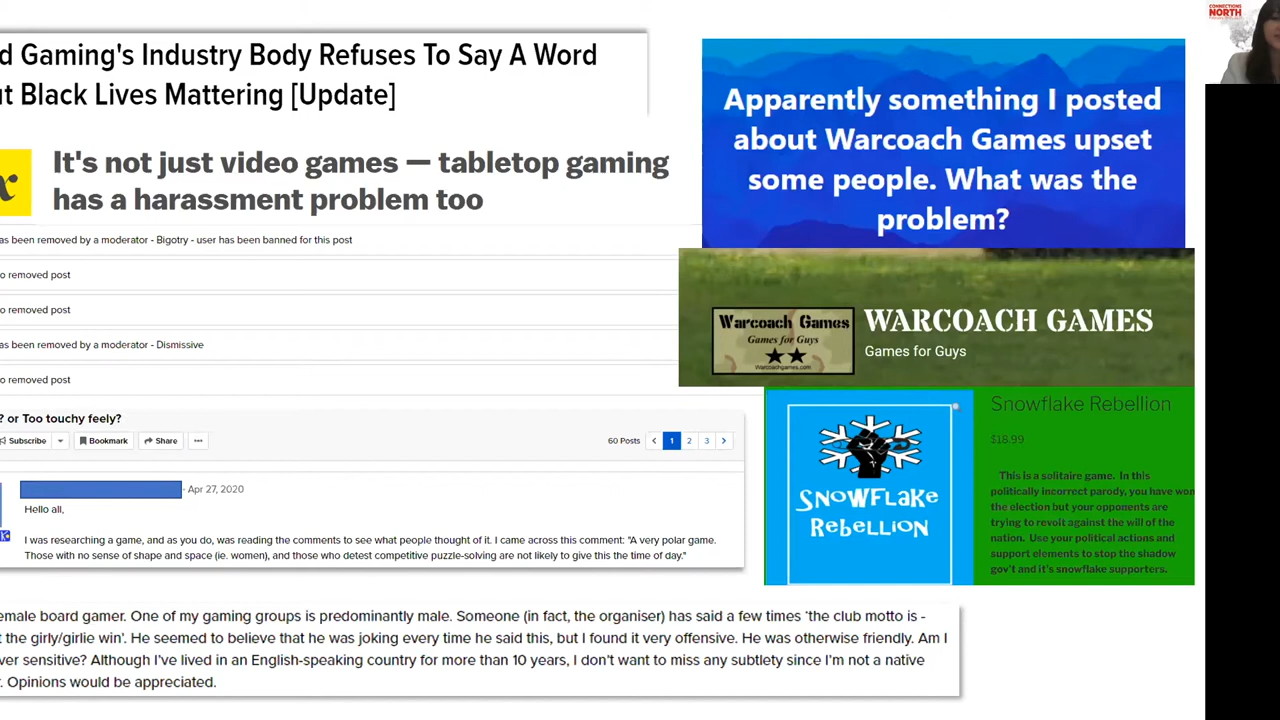 d Gaming's Industry Body Refuses To Say A Word
ut Black Lives Mattering [Update]
x
It's not just video games — tabletop gaming
has a harassment problem too
as been removed by a moderator - Bigotry - user has been banned for this post
o removed post
o removed post
as been removed by a moderator - Dismissive
o removed post
? or Too touchy feely?
Subscribe
Bookmark
Share
60 Posts
1
2
3
- Apr 27, 2020
Hello all,
I was researching a game, and as you do, was reading the comments to see what people thought of it. I came across this comment: "A very polar game.
Those with no sense of shape and space (ie. women), and those who detest competitive puzzle-solving are not likely to give this the time of day."
emale board gamer. One of my gaming groups is predominantly male. Someone (in fact, the organiser) has said a few times 'the club motto is -
t the girly/girlie win'. He seemed to believe that he was joking every time he said this, but I found it very offensive. He was otherwise friendly. Am I
ver sensitive? Although I've lived in an English-speaking country for more than 10 years, I don't want to miss any subtlety since I'm not a native
. Opinions would be appreciated.
Apparently something I posted
about Warcoach Games upset
some people. What was the
problem?
Warcoach Games
Games for Guys
Warcoachgames.com
WARCOACH GAMES
Games for Guys
SNOWFLAKE
REBELLION
Snowflake Rebellion
$18.99
This is a solitaire game. In this
politically incorrect parody, you have won
the election but your opponents are
trying to revolt against the will of the
nation. Use your political actions and
support elements to stop the shadow
gov't and it's snowflake supporters.
CONNECTIONS
NORTH